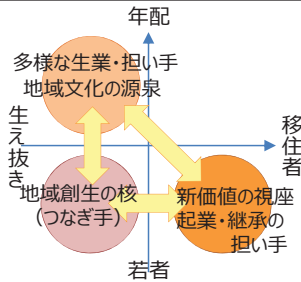 年配
多様な生業・担い手
地域文化の源泉
生え抜き
移住者
地域創生の核
(つなぎ手)
新価値の視座
起業・継承の
担い手
若者